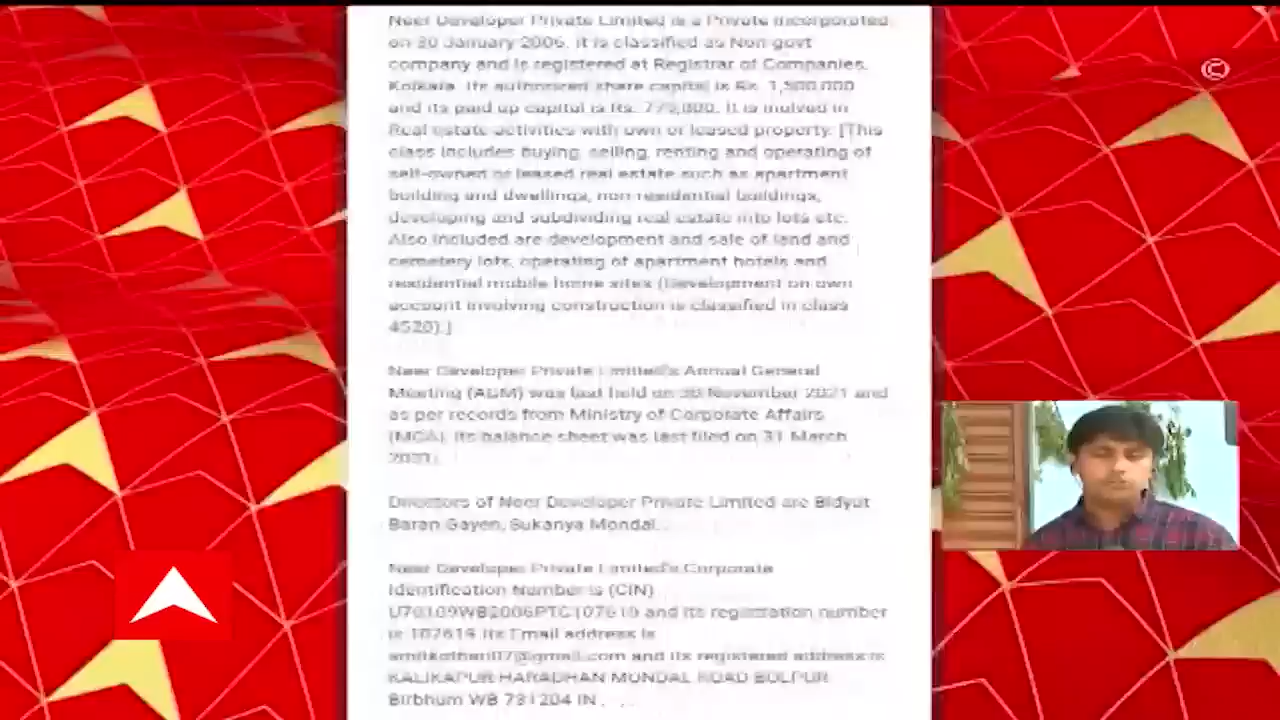 Neer Developer Private Limited is a Private incorporated
on 30 January 2006. It is classified as Non-govt
company and is registered at Registrar of Companies,
Kolkata. Its authorized share capital is Rs. 1,500,000
and its paid up capital is Rs.
It is inolved in
Real estate activities with own or leased property. [This
class includes buying, selling, renting and operating of
self-owned or leased real estate such as apartment
building and dwellings, non-residential buildings,
developing and subdividing real estate into lots etc.
Also included are development and sale of land and
cemetery lots, operating of apartment hotels and
residential mobile home sites (Development on own
account involving construction is classified in class
4520).]
Neer Developer Private Limited's Annual General
Meeting (AGM) was last held on 30 November 2021 and
as per records from Ministry of Corporate Affairs
(MCA), its balance sheet was last filed on 31 March
2021.
Directors of Neer Developer Private Limited are Bidyut
Baran Gayen, Sukanya Mondal, .
Neer Developer Private Limited's Corporate
Identification Number is (CIN)
U70109WB2006PTC107619 and its registration number
is 107619.Its Email address is
and its registered address is
KALIKAPUR HARADHAN MONDAL ROAD BOLPUR
Birbhum WB 731204 IN , .